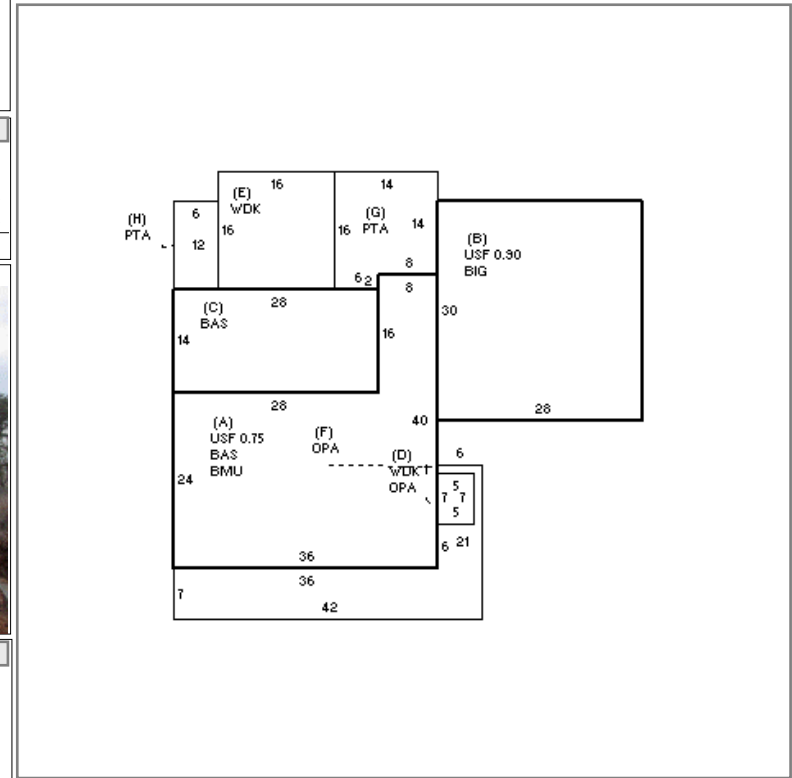 16
14
(E)
WDK
6
(H)
PTA
(G)
PTA
16
16
14
12
(B)
USF 0.90
BIG
8
6 2
8
28
(C)
BAS
30
14
16
28
28
40
(A)
USF 0.75
BAS
BMU
(F)
OPA
(D)
WDK
OPA
6
24
5
7 7
5
6 21
36
36
7
42